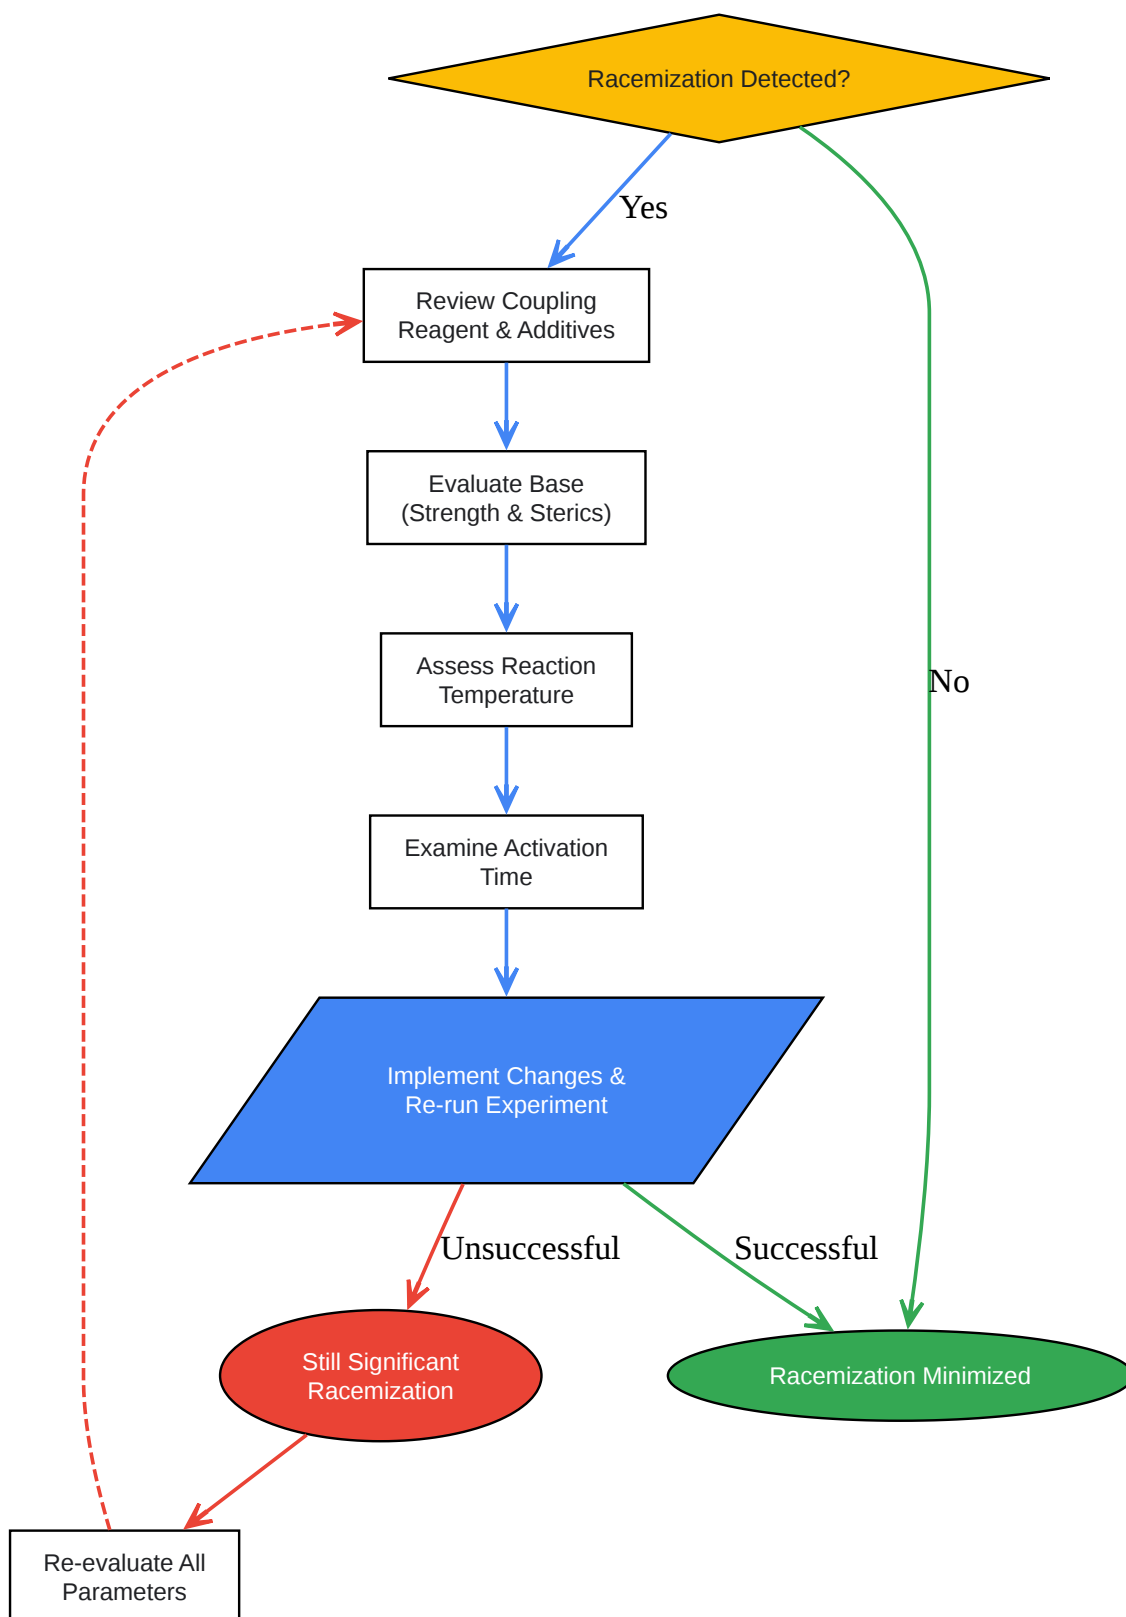 Racemization Detected?
Yes
Review Coupling
Reagent & Additives
Evaluate Base
(Strength & Sterics)
Assess Reaction
Temperature
No
Examine Activation
Time
Implement Changes &
Re-run Experiment
Unsuccessful
Successful
Still Significant
Racemization
Racemization Minimized
Re-evaluate All
Parameters